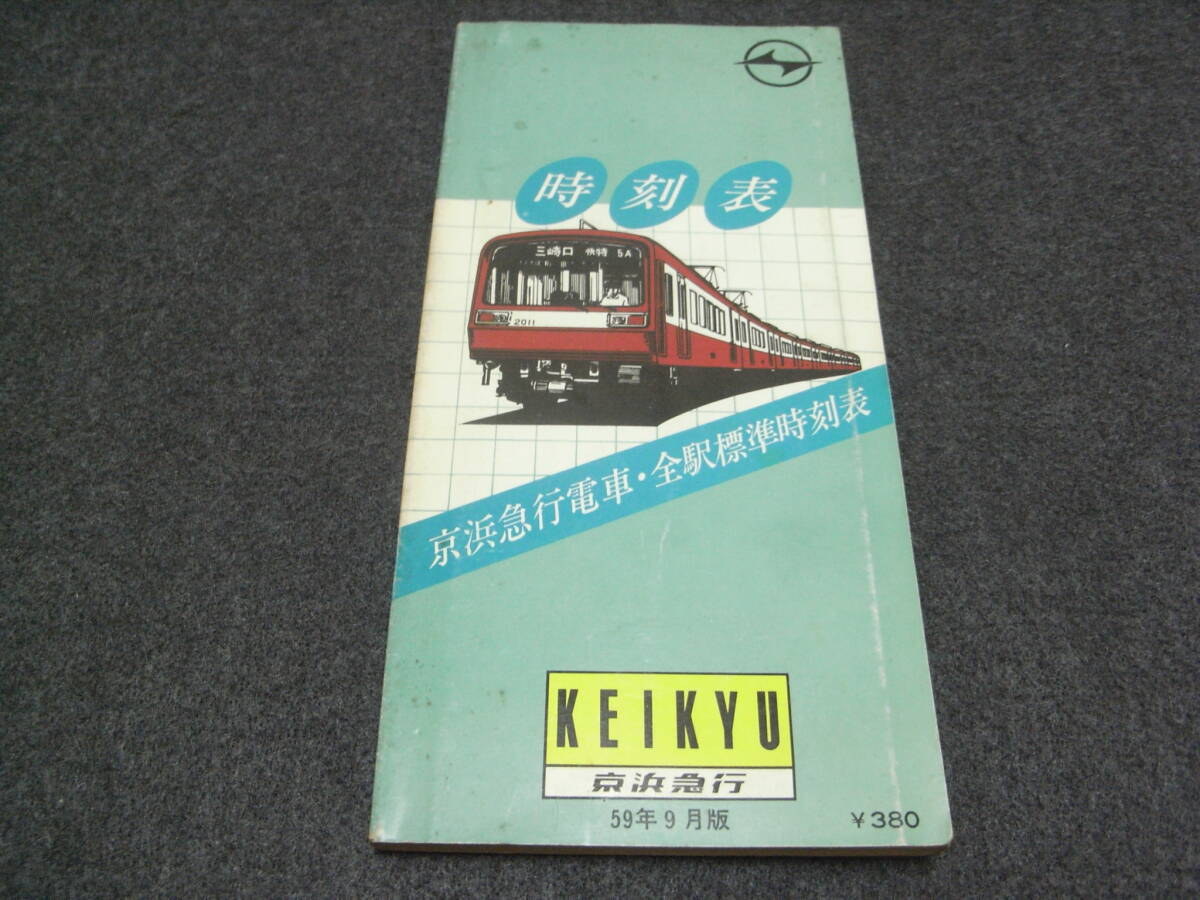 時刻表
三崎口 快特 5A
2011
京浜急行電車・全駅標準時刻表
KEIKYU
京浜急行
59年9月版
¥380